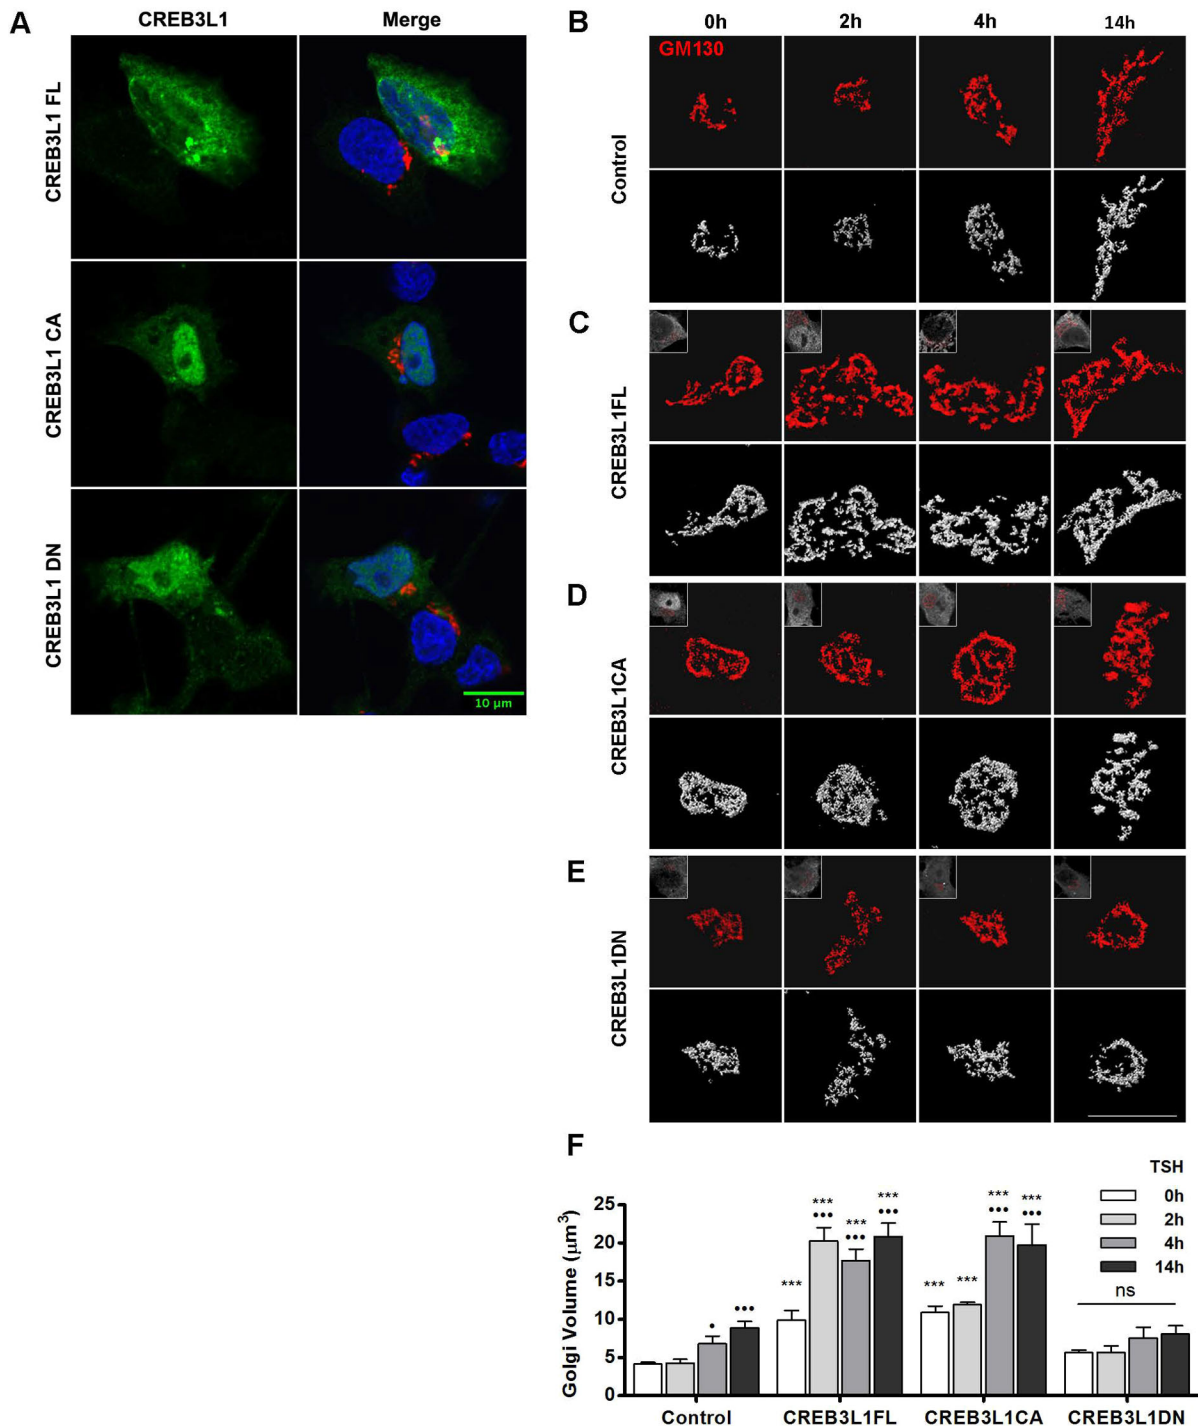 A
CREB3L1
Merge
CREB3L1 FL
CREB3L1 CA
CREB3L1 DN
10 µm
B
0h
2h
4h
14h
GM130
Control
C
CREB3L1FL
D
CREB3L1CA
E
CREB3L1DN
F
TSH
0h
2h
4h
14h
Golgi Volume (µm³)
25
20
15
10
5
0
•
•••
***
***
•••
***
•••
***
•••
***
***
***
•••
***
•••
ns
Control
CREB3L1FL
CREB3L1CA
CREB3L1DN